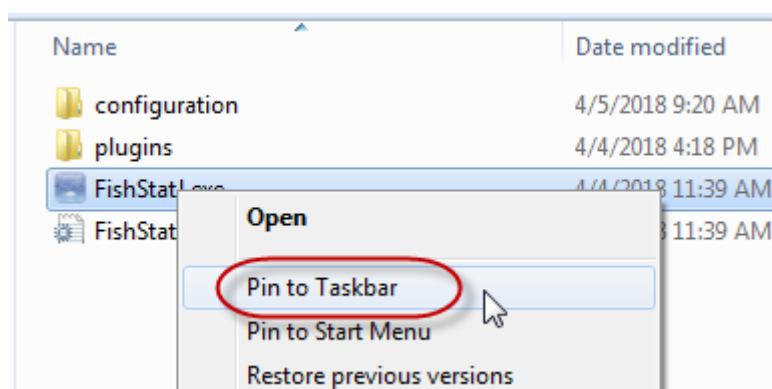 Name Date modified
configuration 4/5/2018 9:20 AM
plugins 4/4/2018 4:18 PM
4/4/2018 11:39 AM
FishStat 11:39 AM
Open
Pin to Taskbar
Pin to Start Menu
Restore previous versions